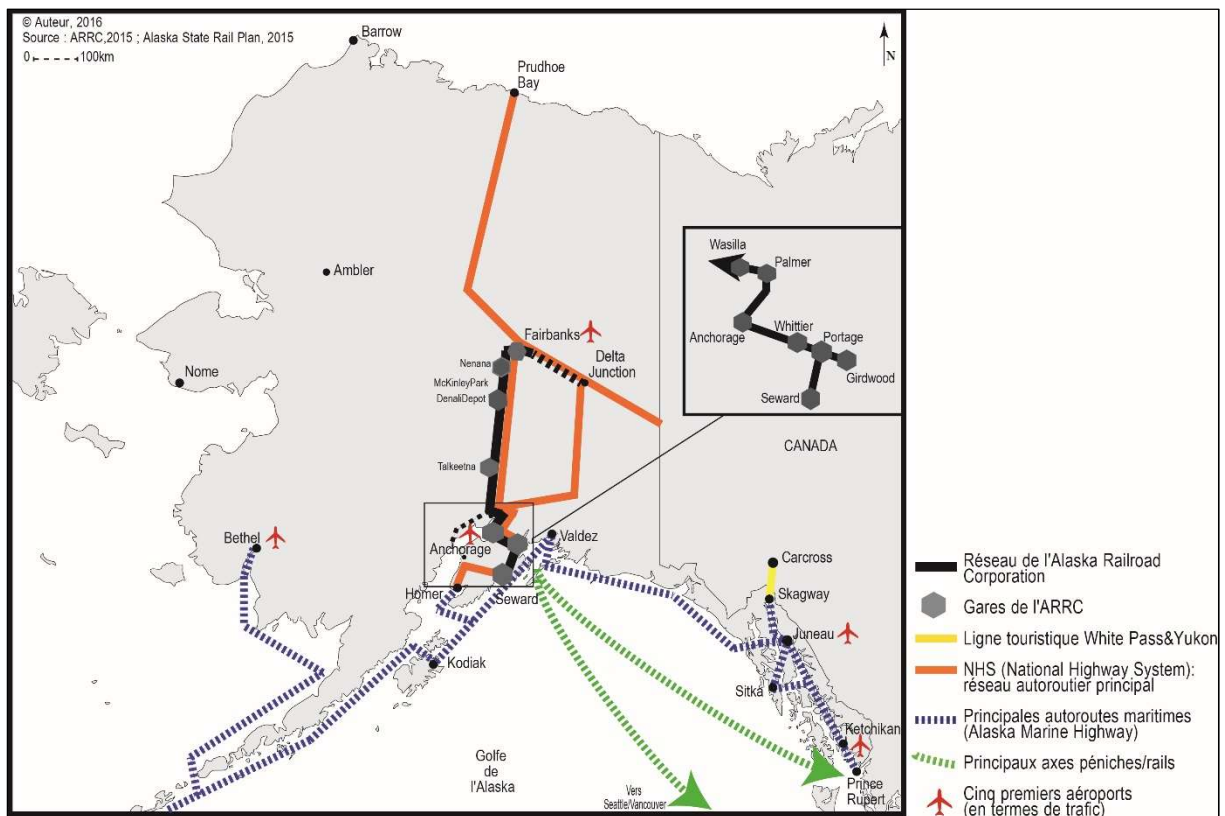 © Auteur, 2016
Source : ARRC,2015 ; Alaska State Rail Plan, 2015
0 100km
N
Barrow
Prudhoe
Bay
Ambler
Nome
Fairbanks
Delta
Junction
Nenana
McKinleyPark
DenaliDepot
Talkeetna
Wasilla
Palmer
Anchorage
Whittier
Portage
Girdwood
Seward
CANADA
Bethel
Anchorage
Valdez
Homer
Seward
Kodiak
Carcross
Skagway
Juneau
Sitka
Ketchikan
Prince
Rupert
Golfe
de
l'Alaska
Vers
Seattle/Vancouver
Réseau de l'Alaska Railroad
Corporation
Gares de l'ARRC
Ligne touristique White Pass&Yukon
NHS (National Highway System):
réseau autoroutier principal
Principales autoroutes maritimes
(Alaska Marine Highway)
Principaux axes péniches/rails
Cinq premiers aéroports
(en termes de trafic)